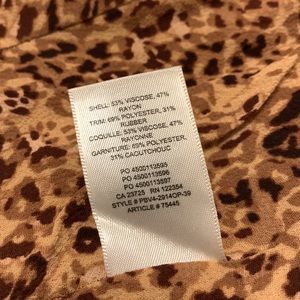 SHELL: 53% VISCOSE, 47%
RAYON
TRIM: 69% POLYESTER, 31%
RUBBER
COQUILLE: 53% VISCOSE, 47%
RAYONNE
GARNITURE: 69% POLYESTER,
31% CAOUTCHOUC
PO 4500113595
PO 4500113596
PO 4500113597
CA 23725 RN 122354
STYLE # PBV4-2914OP-39
ARTICLE # 75445